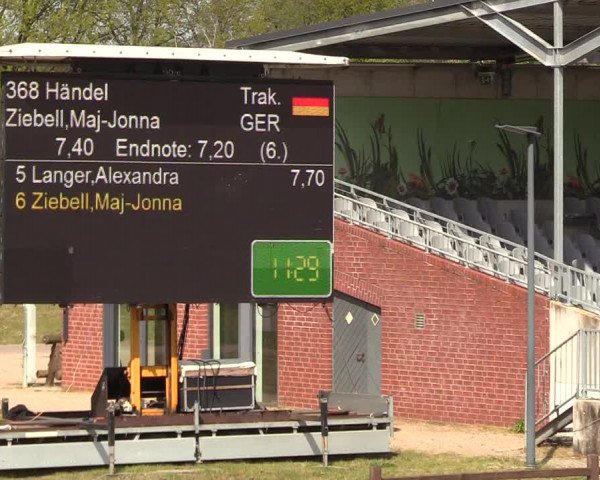 368 Händel Trak.
Ziebell,Maj-Jonna GER
7,40 Endnote: 7,20 (6.)
5 Langer,Alexandra 7,70
6 Ziebell,Maj-Jonna
11:29